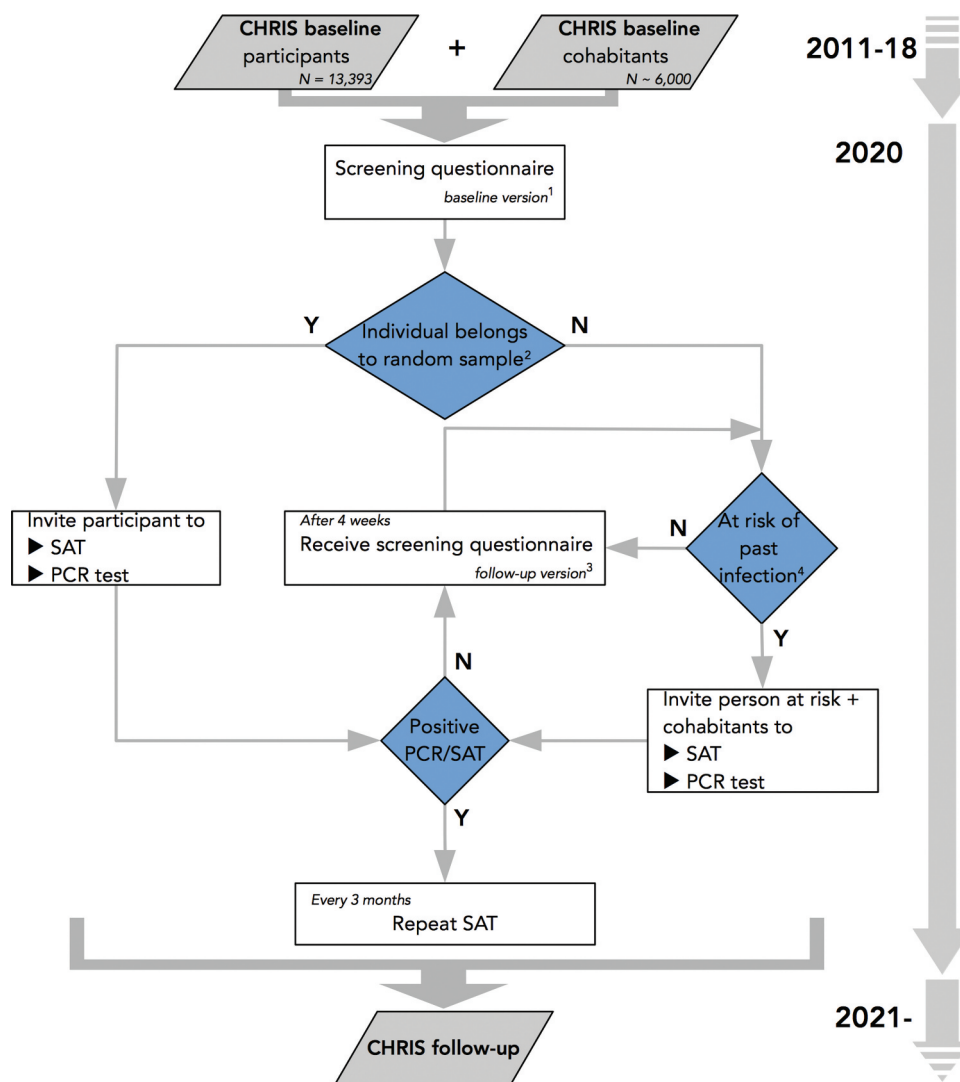 CHRIS baseline
participants
N = 13,393
+
CHRIS baseline
cohabitants
N ~ 6,000
2011-18
2020
Screening questionnaire
baseline version1
Y
Individual belongs
to random sample2
N
Invite participant to
▶ SAT
▶ PCR test
After 4 weeks
Receive screening questionnaire
follow-up version3
N
At risk of
past
infection4
Y
N
Positive
PCR/SAT
Y
Invite person at risk +
cohabitants to
▶ SAT
▶ PCR test
Every 3 months
Repeat SAT
2021-
CHRIS follow-up